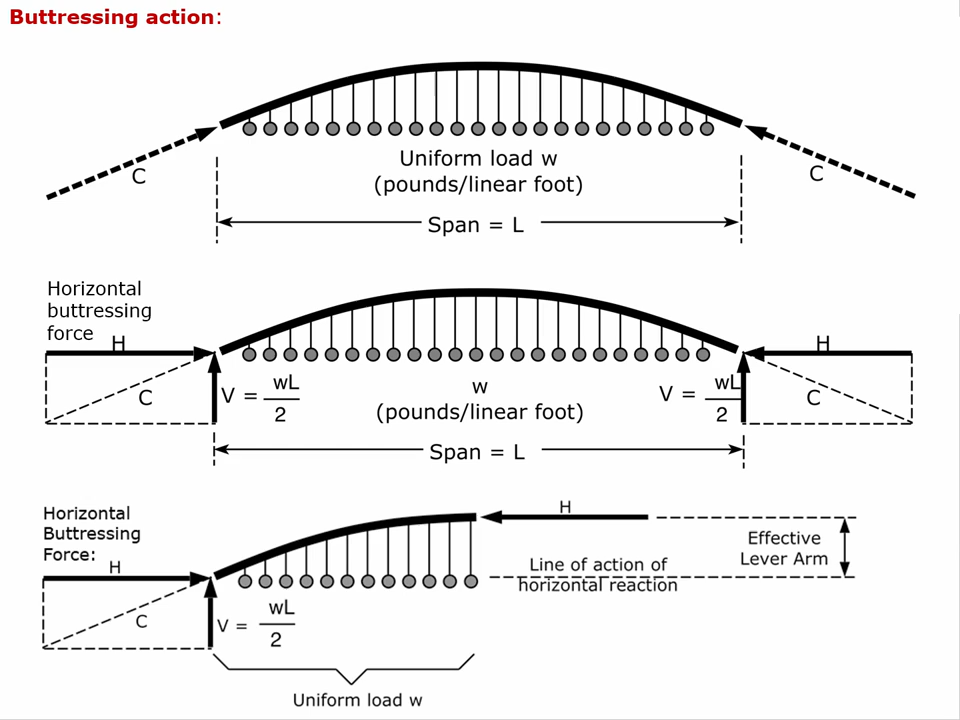 Buttressing action:
C
C
Uniform load w
(pounds/linear foot)
Span = L
Horizontal
buttressing
force
H
H
C
V = wL
2
w
(pounds/linear foot)
V = wL
2
C
Span = L
Horizontal
Buttressing
Force:
H
H
Effective
Lever Arm
Line of action of
horizontal reaction
C
V = wL
2
Uniform load w